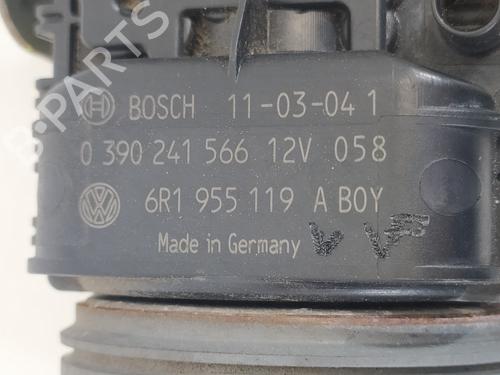 BOSCH 11-03-04 1
0 390 241 566 12V 058
6R1 955 119 A BOY
Made in Germany
B-PARTS